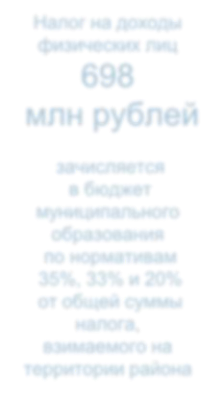 Налог на доходы
физических лиц
698
млн рублей
зачисляется
в бюджет
муниципального
образования
по нормативам
35%, 33% и 20%
от общей суммы
налога,
взимаемого на
территории района